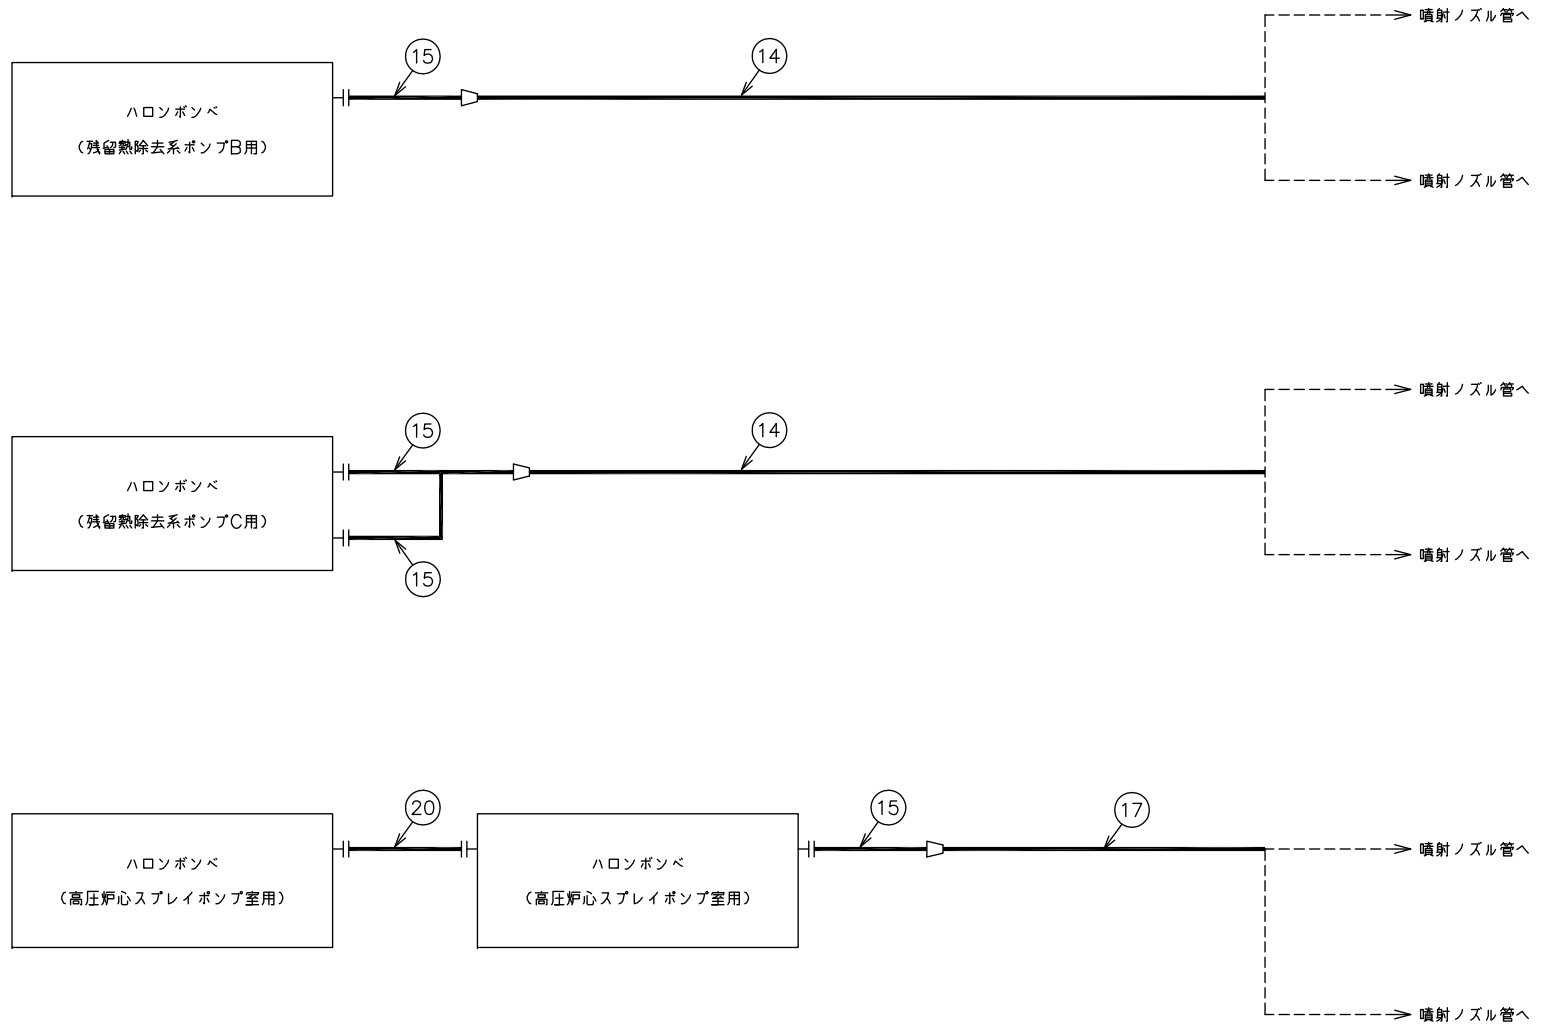 噴射ノズル管へ
15
14
ハロンボンベ
(残留熱除去系ポンプB用)
噴射ノズル管へ
噴射ノズル管へ
15
14
ハロンボンベ
(残留熱除去系ポンプC用)
噴射ノズル管へ
15
20
15
17
噴射ノズル管へ
ハロンボンベ
(高圧炉心スプレイポンプ室用)
ハロンボンベ
(高圧炉心スプレイポンプ室用)
噴射ノズル管へ